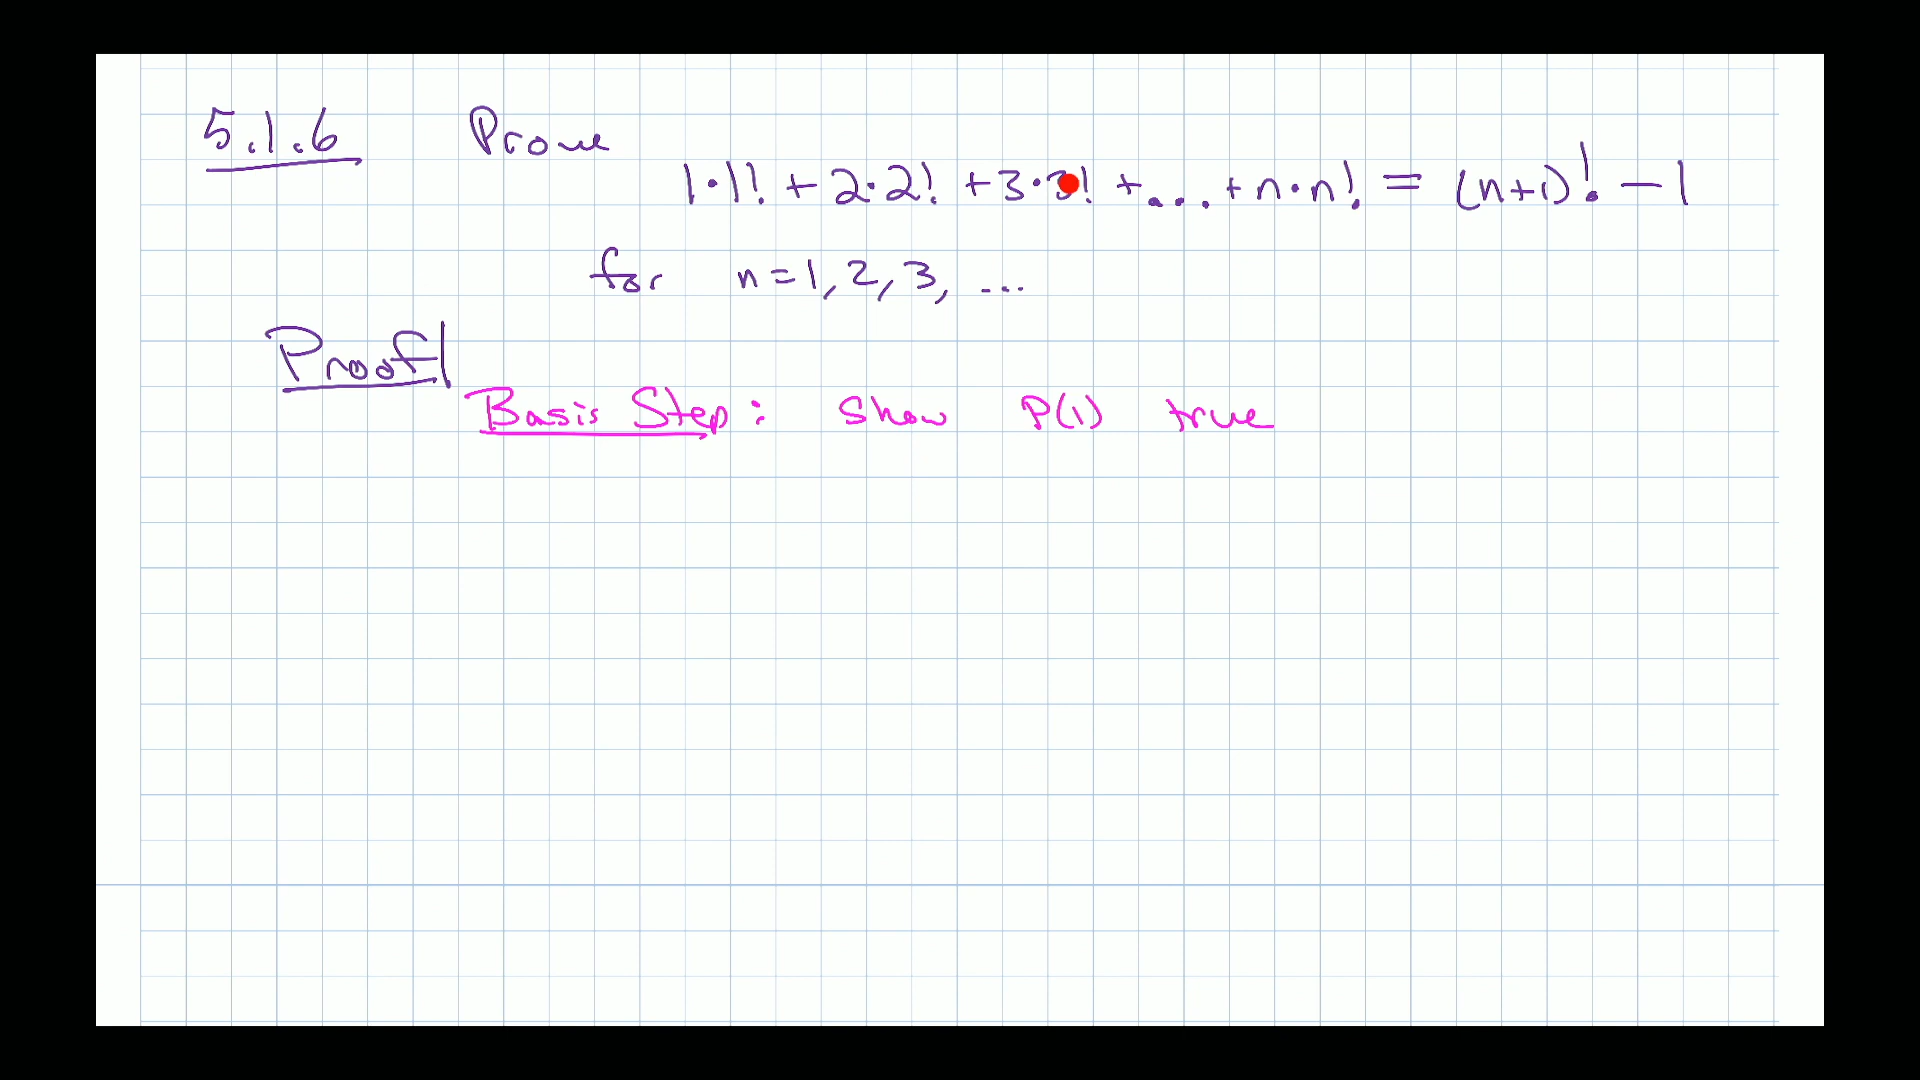 5.1.6 Prove
1·1! + 2·2! + 3·3! + ... + n·n! = (n+1)! - 1
for n=1, 2, 3, ...
Proof
Basis Step: Show P(1) true